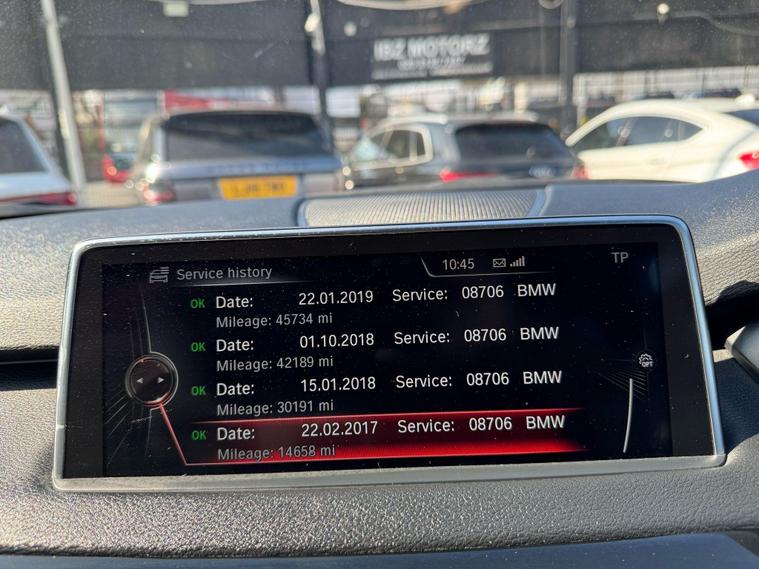 IBZ MOTORZ
Service history
10:45
TP
OK Date: 22.01.2019 Service: 08706 BMW
Mileage: 45734 mi
OK Date: 01.10.2018 Service: 08706 BMW
Mileage: 42189 mi
OK Date: 15.01.2018 Service: 08706 BMW
Mileage: 30191 mi
OPT
OK Date: 22.02.2017 Service: 08706 BMW
Mileage: 14658 mi